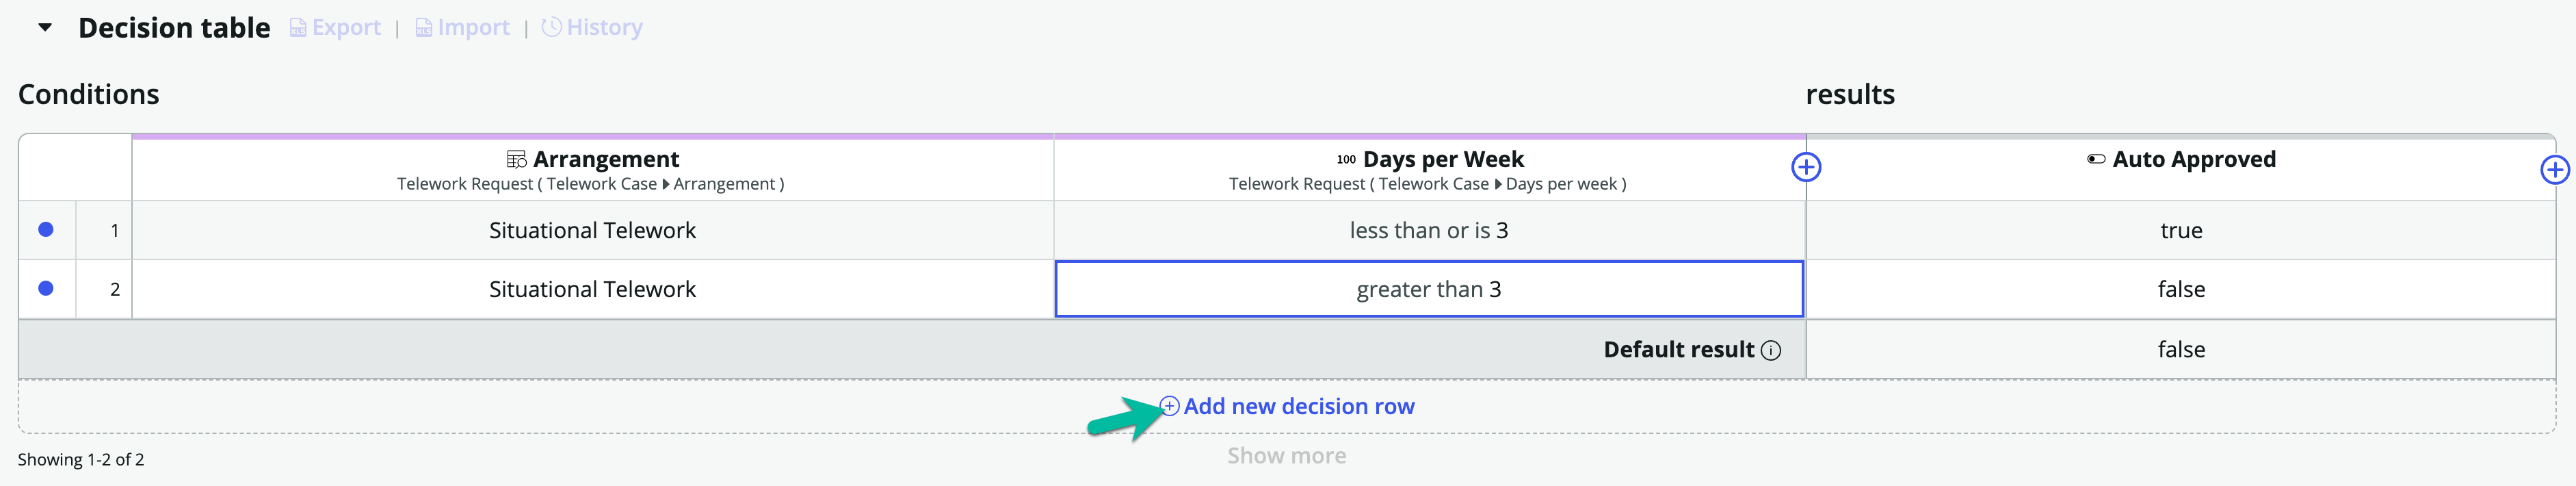 Decision table Export | Import | History
Conditions results
Arrangement 100 Days per Week Auto Approved
Telework Request ( Telework Case ▸ Arrangement ) Telework Request ( Telework Case ▸ Days per week )
1 Situational Telework less than or is 3 true
2 Situational Telework greater than 3 false
Default result false
Add new decision row
Show more
Showing 1-2 of 2